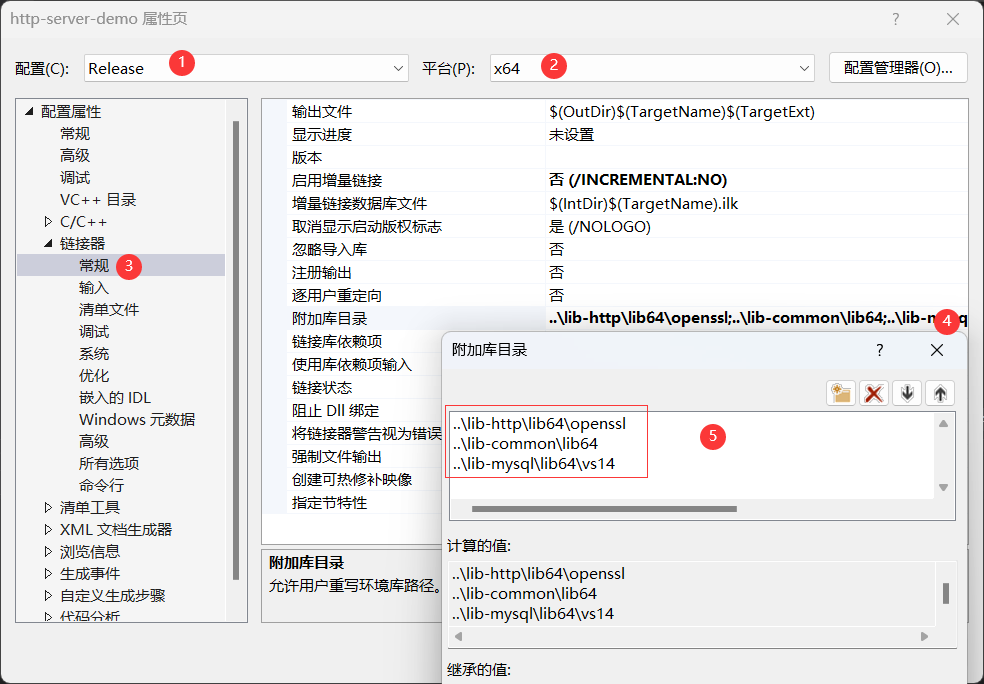 http-server-demo 属性页
配置(C): Release 1 平台(P): x64 2 配置管理器(O)...
配置属性
常规
高级
调试
VC++ 目录
C/C++
链接器
常规 3
输入
清单文件
调试
系统
优化
嵌入的 IDL
Windows 元数据
高级
所有选项
命令行
清单工具
XML 文档生成器
浏览信息
生成事件
自定义生成步骤
代码分析
输出文件 $(OutDir)$(TargetName)$(TargetExt)
显示进度 未设置
版本
启用增量链接 否 (/INCREMENTAL:NO)
增量链接数据库文件 $(IntDir)$(TargetName).ilk
取消显示启动版权标志 是 (/NOLOGO)
忽略导入库 否
注册输出 否
逐用户重定向 否
附加库目录 ..\lib-http\lib64\openssl;..\lib-common\lib64;..\lib-mysq 4
链接库依赖项
使用库依赖项输入
链接状态
阻止 Dll 绑定
将链接器警告视为错误
强制文件输出
创建可热修补映像
指定节特性
附加库目录
允许用户重写环境库路径。
附加库目录 ?
..\lib-http\lib64\openssl
..\lib-common\lib64
..\lib-mysql\lib64\vs14
5
计算的值:
..\lib-http\lib64\openssl
..\lib-common\lib64
..\lib-mysql\lib64\vs14
继承的值: